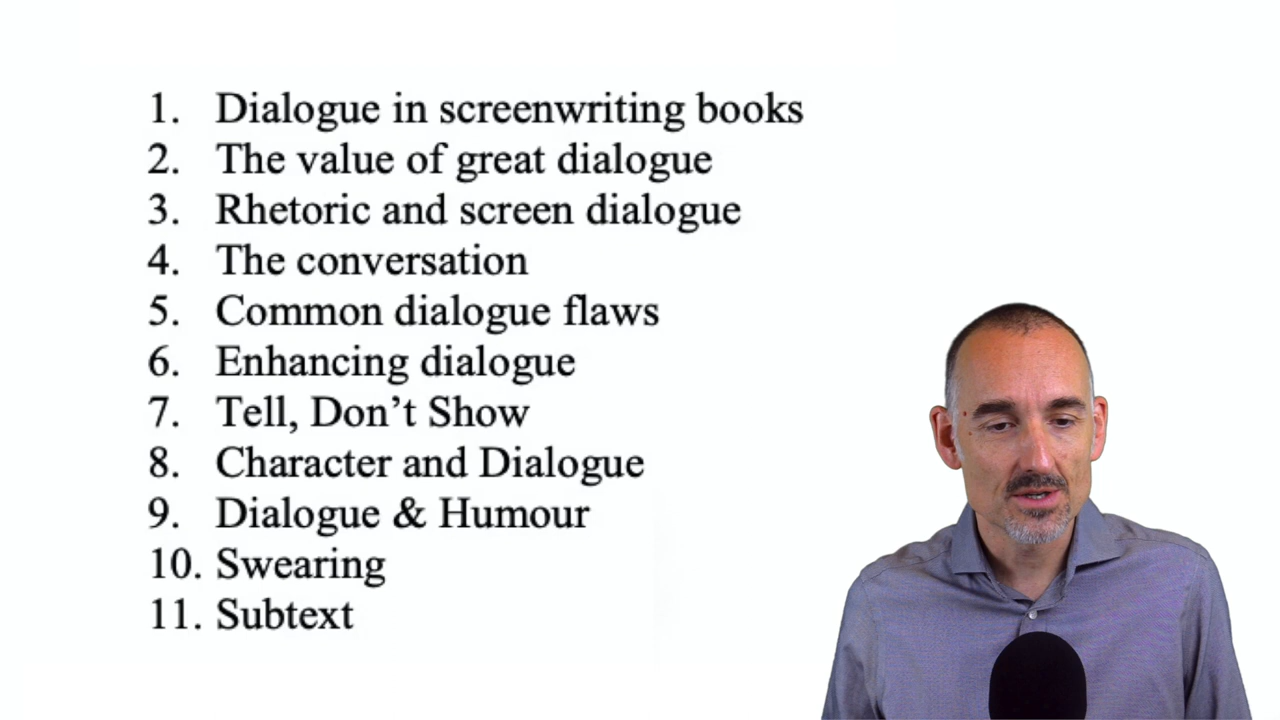 1. Dialogue in screenwriting books
2. The value of great dialogue
3. Rhetoric and screen dialogue
4. The conversation
5. Common dialogue flaws
6. Enhancing dialogue
7. Tell, Don’t Show
8. Character and Dialogue
9. Dialogue & Humour
10. Swearing
11. Subtext